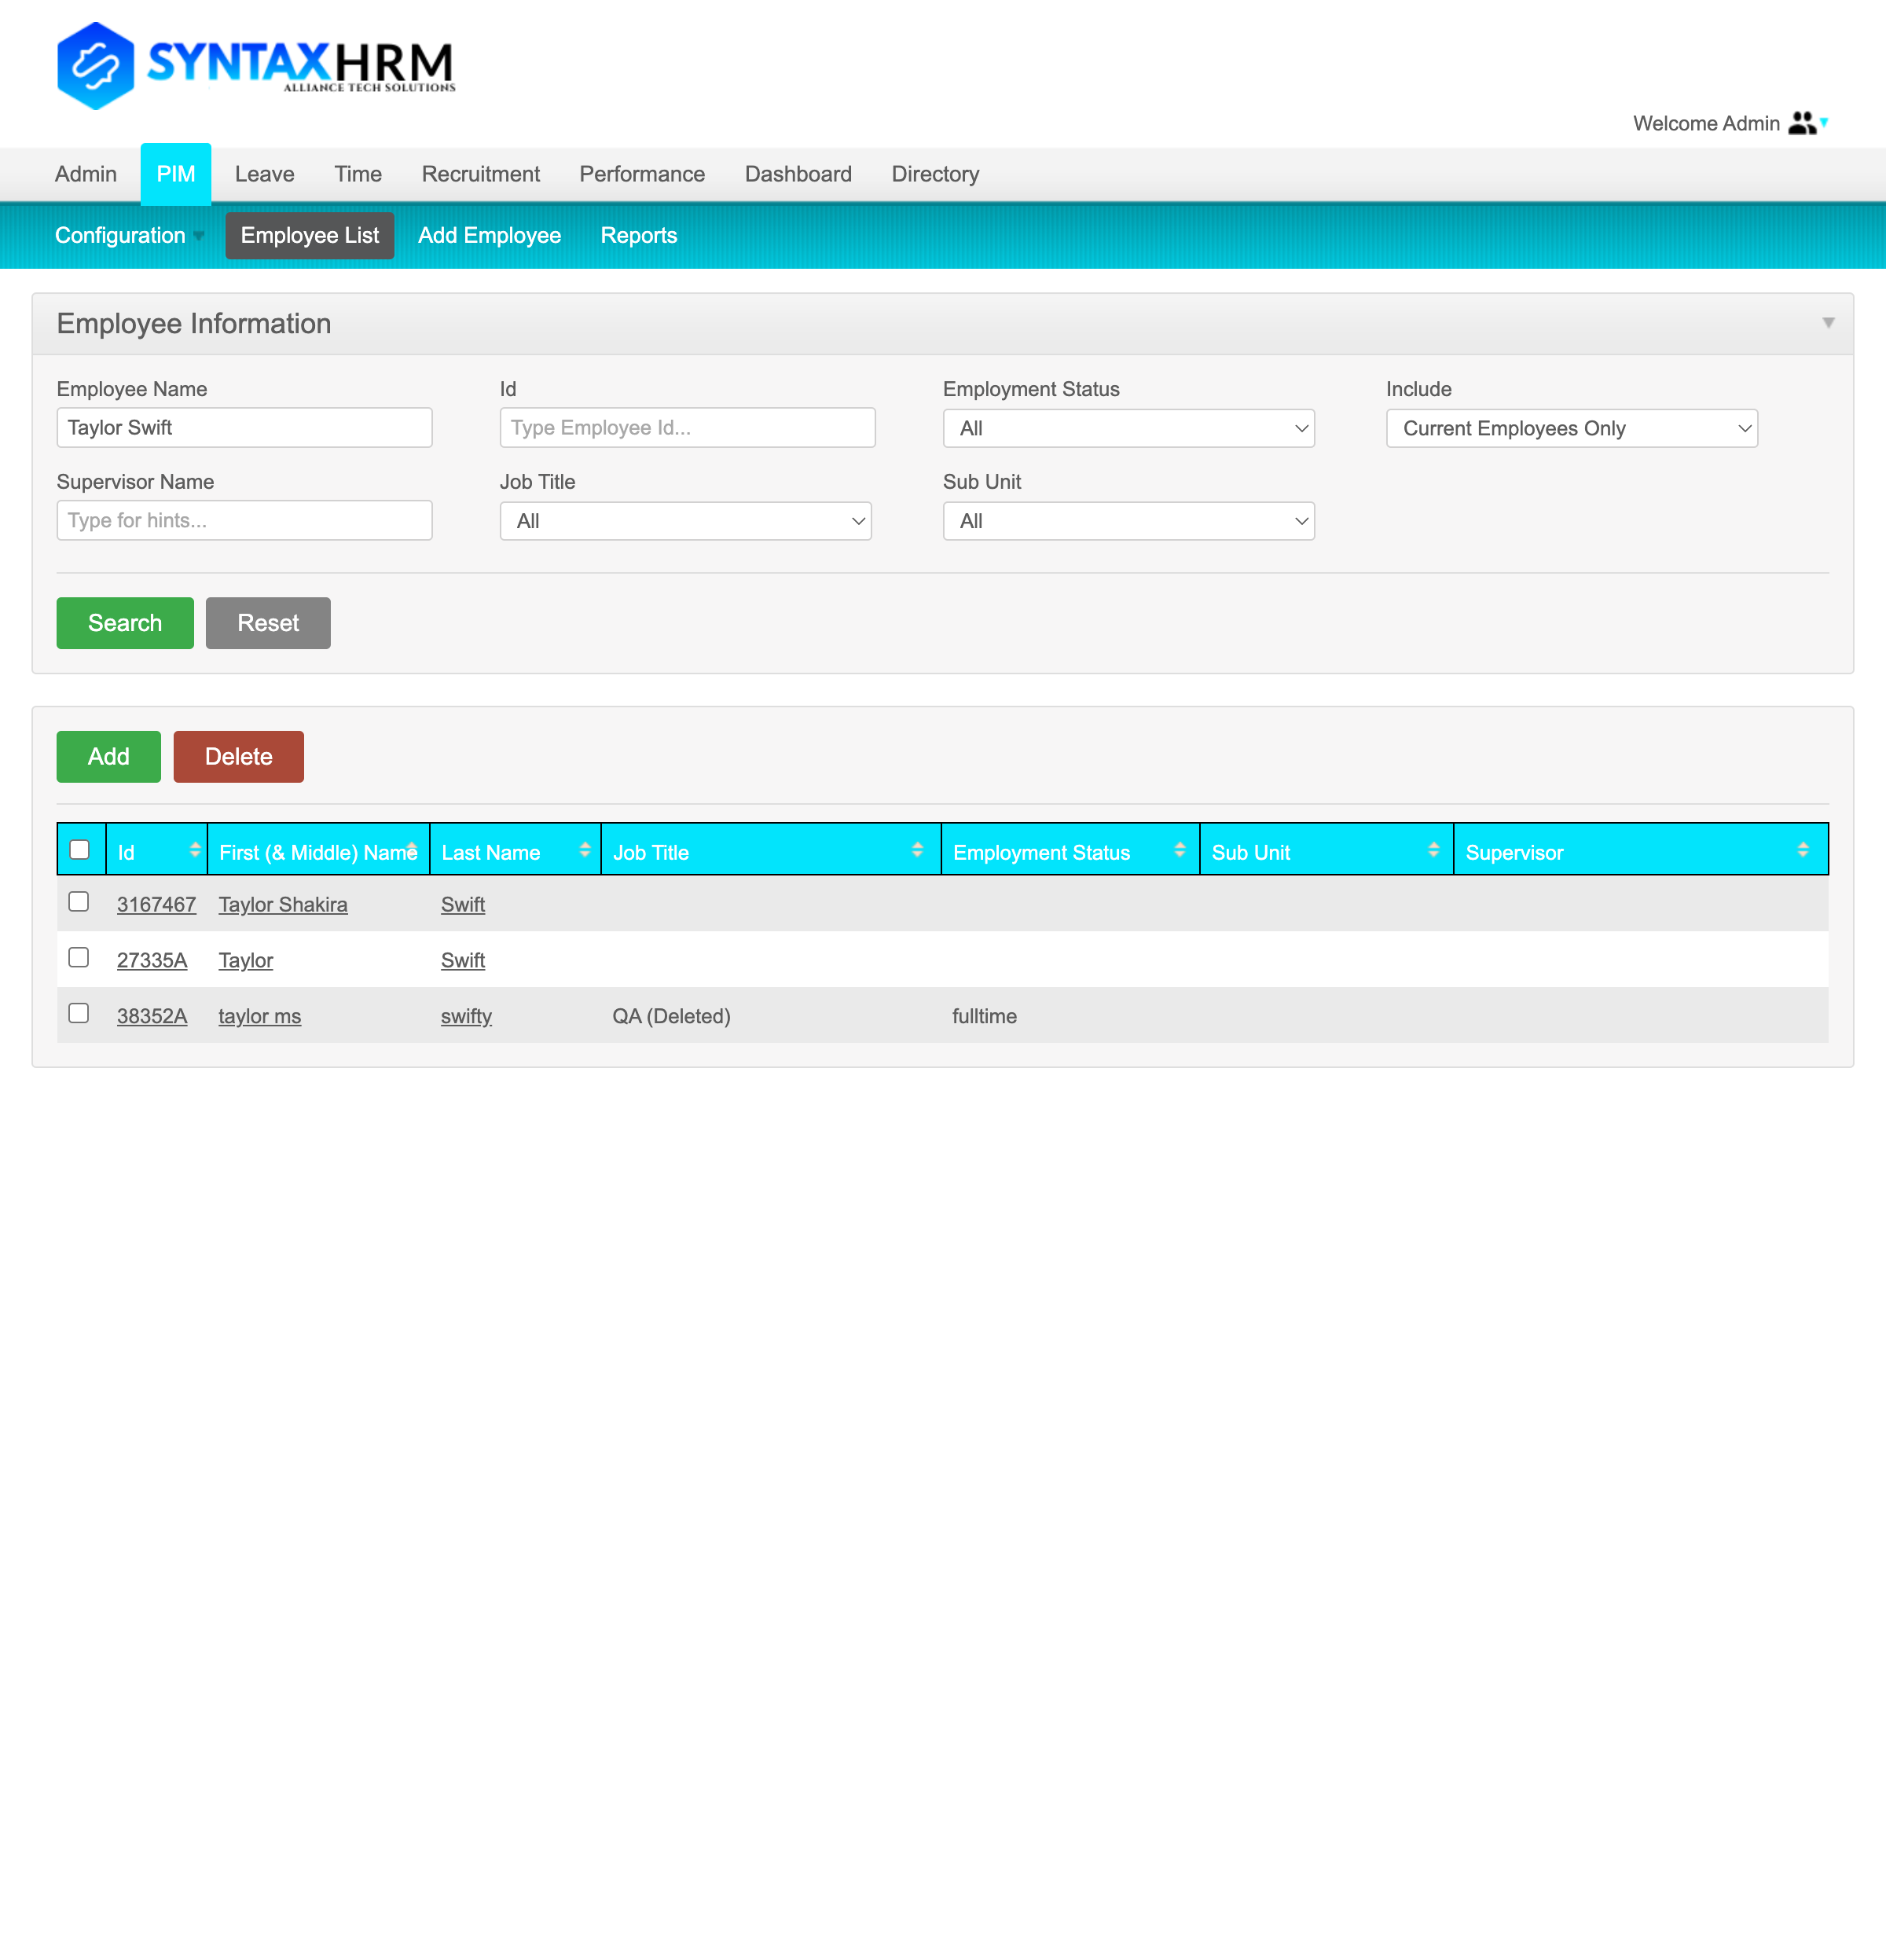 SYNTAXHRM
ALLIANCE TECH SOLUTIONS
Welcome Admin
Admin PIM Leave Time Recruitment Performance Dashboard Directory
Configuration Employee List Add Employee Reports
Employee Information
Employee Name Id Employment Status Include
Taylor Swift Type Employee Id... All Current Employees Only
Supervisor Name Job Title Sub Unit
Type for hints... All All
Search Reset
Add Delete
Id First (& Middle) Name Last Name Job Title Employment Status Sub Unit Supervisor
3167467 Taylor Shakira Swift
27335A Taylor Swift
38352A taylor ms swifty QA (Deleted) fulltime